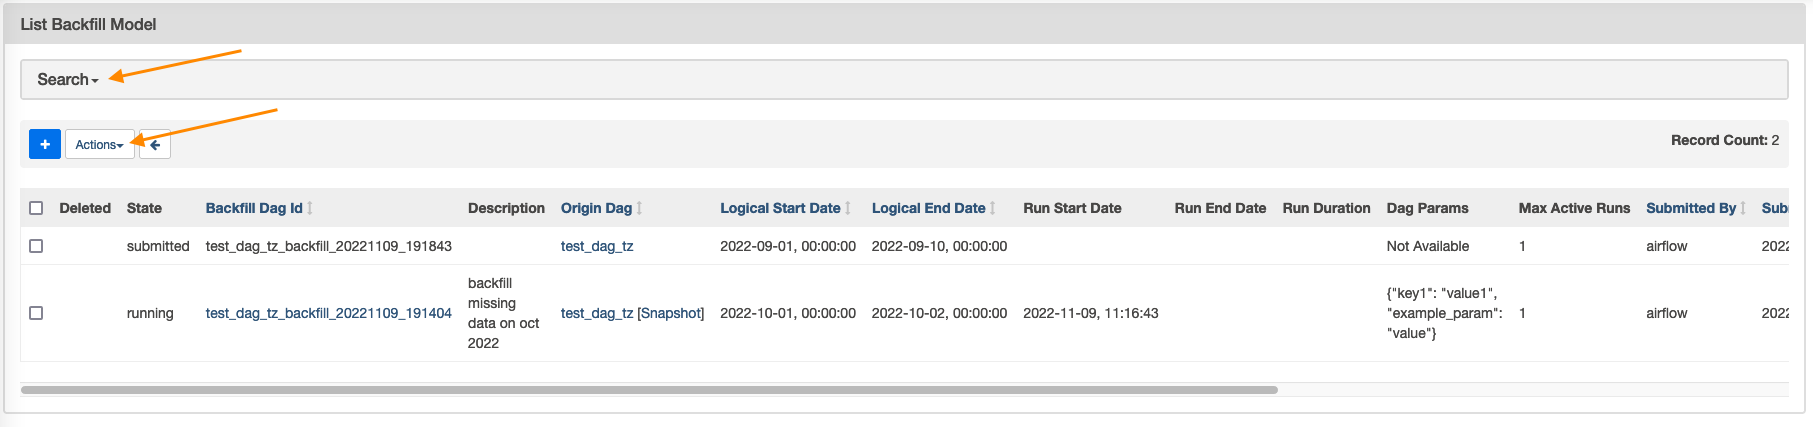 List Backfill Model
Search
+ Actions
Record Count: 2
Deleted State Backfill Dag Id Description Origin Dag Logical Start Date Logical End Date Run Start Date Run End Date Run Duration Dag Params Max Active Runs Submitted By
submitted test_dag_tz_backfill_20221109_191843 test_dag_tz 2022-09-01, 00:00:00 2022-09-10, 00:00:00 Not Available 1 airflow 2022
backfill
missing
data on oct
2022
running test_dag_tz_backfill_20221109_191404 test_dag_tz [Snapshot] 2022-10-01, 00:00:00 2022-10-02, 00:00:00 2022-11-09, 11:16:43
{"key1": "value1",
"example_param":
"value"}
1 airflow 2022